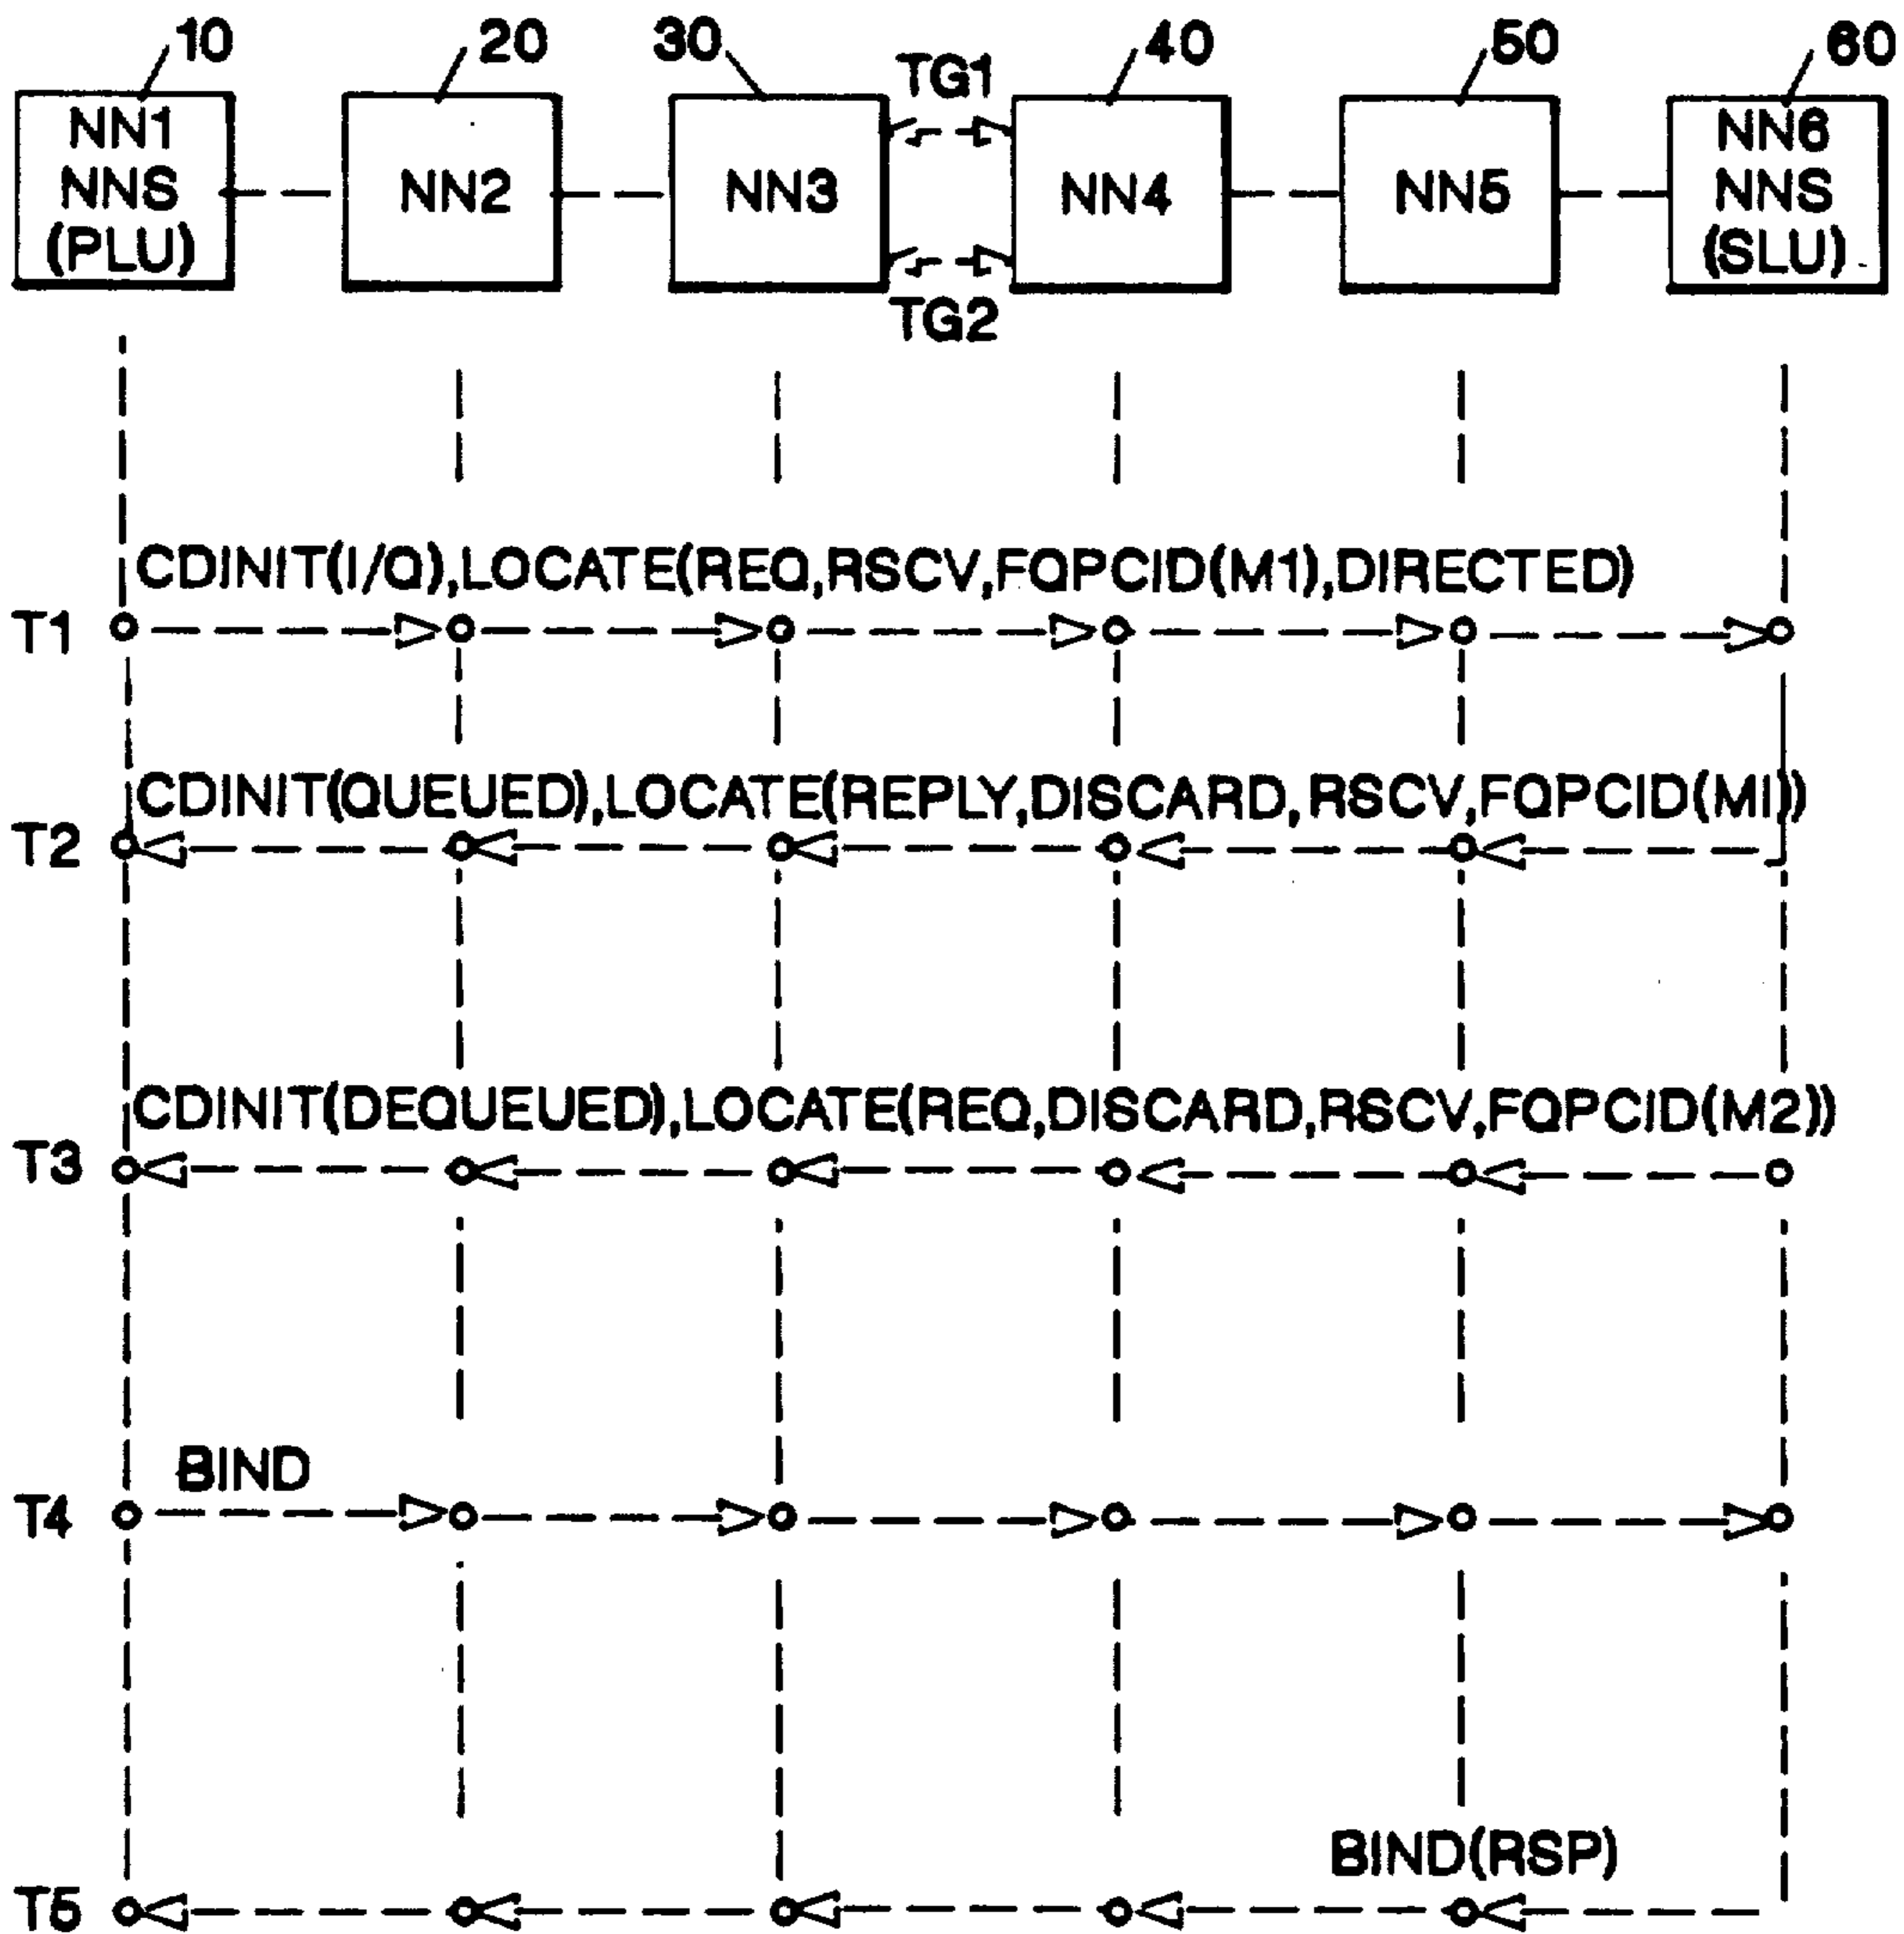 10 20 30 40 50 60
TG1
NN1
NNS
(PLU)
NN2
NN3
NN4
NN5
NN6
NNS
(SLU)
TG2
CDINIT(I/Q),LOCATE(REQ,RSCV,FQPCID(M1),DIRECTED)
T1
CDINIT(QUEUED),LOCATE(REPLY,DISCARD,RSCV,FQPCID(MI))
T2
CDINIT(DEQUEUED),LOCATE(REQ,DISCARD,RSCV,FQPCID(M2))
T3
BIND
T4
BIND(RSP)
T5